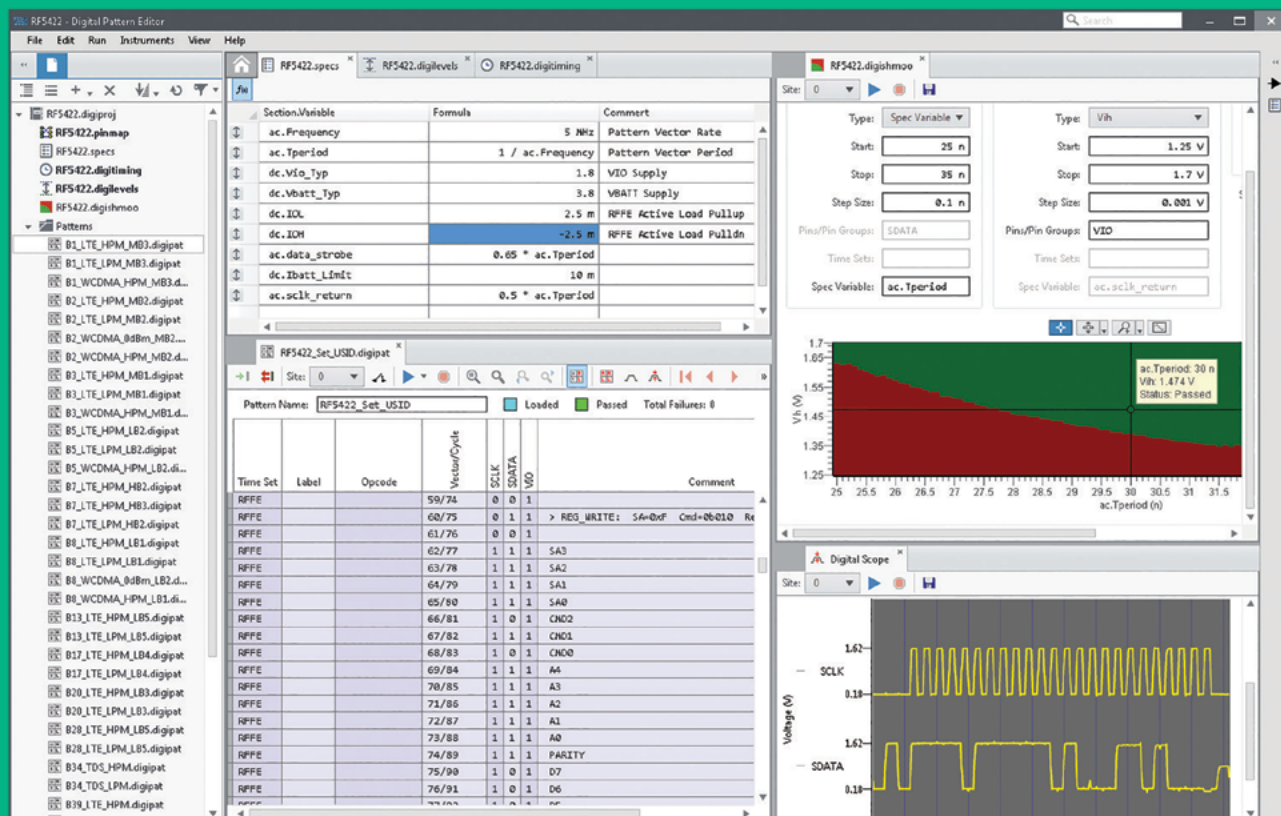 RF5422 - Digital Pattern Editor
Search
File Edit Run Instruments View Help
RF5422.digiproj
RF5422.pinmap
RF5422.specs
RF5422.digitiming
RF5422.digilevels
RF5422.digishmoo
Patterns
B1_LTE_HPM_MB3.digipat
B1_LTE_LPM_MB3.digipat
B1_WCDMA_HPM_MB3.d...
B2_LTE_HPM_MB2.digipat
B2_LTE_LPM_MB2.digipat
B2_WCDMA_0dBm_MB2....
B2_WCDMA_HPM_MB2.d...
B3_LTE_HPM_MB1.digipat
B3_LTE_LPM_MB1.digipat
B3_WCDMA_HPM_MB1.d...
B5_LTE_HPM_LB2.digipat
B5_LTE_LPM_LB2.digipat
B5_WCDMA_HPM_LB2.di...
B7_LTE_HPM_HB2.digipat
B7_LTE_HPM_HB3.digipat
B7_LTE_LPM_HB2.digipat
B8_LTE_HPM_LB1.digipat
B8_LTE_LPM_LB1.digipat
B8_WCDMA_0dBm_LB2.d...
B8_WCDMA_HPM_LB1.di...
B13_LTE_HPM_LB5.digipat
B13_LTE_LPM_LB5.digipat
B17_LTE_HPM_LB4.digipat
B17_LTE_LPM_LB4.digipat
B20_LTE_HPM_LB3.digipat
B20_LTE_LPM_LB3.digipat
B28_LTE_HPM_LB5.digipat
B28_LTE_LPM_LB5.digipat
B34_TDS_HPM.digipat
B34_TDS_LPM.digipat
B39_LTE_HPM.digipat
RF5422.specs RF5422.digilevels RF5422.digitiming
Section.Variable Formula Comment
ac.Frequency 5 MHz Pattern Vector Rate
ac.Tperiod 1 / ac.Frequency Pattern Vector Period
dc.Vio_Typ 1.8 VIO Supply
dc.Vbatt_Typ 3.8 VBATT Supply
dc.IOL 2.5 m RFFE Active Load Pullup
dc.IOH -2.5 m RFFE Active Load Pulldn
ac.data_strobe 0.65 * ac.Tperiod
dc.Ibatt_Limit 10 m
ac.sclk_return 0.5 * ac.Tperiod
RF5422_Set_USID.digipat
Site: 0
Pattern Name: RF5422_Set_USID Loaded Passed Total Failures: 0
Time Set Label Opcode Vector/Cycle SCLK SDATA VIO Comment
RFFE 59/74 0 0 1
RFFE 60/75 0 1 1 > REG_WRITE: SA=0xF Cmd=0b010 Re
RFFE 61/76 0 0 1
RFFE 62/77 1 1 1 SA3
RFFE 63/78 1 1 1 SA2
RFFE 64/79 1 1 1 SA1
RFFE 65/80 1 1 1 SA0
RFFE 66/81 1 0 1 CMD2
RFFE 67/82 1 1 1 CMD1
RFFE 68/83 1 0 1 CMD0
RFFE 69/84 1 1 1 A4
RFFE 70/85 1 1 1 A3
RFFE 71/86 1 1 1 A2
RFFE 72/87 1 1 1 A1
RFFE 73/88 1 1 1 A0
RFFE 74/89 1 1 1 PARITY
RFFE 75/90 1 0 1 D7
RFFE 76/91 1 0 1 D6
RF5422.digishmoo
Site: 0
Type: Spec Variable Type: Vih
Start: 25 n Start: 1.25 V
Stop: 35 n Stop: 1.7 V
Step Size: 0.1 n Step Size: 0.001 V
Pins/Pin Groups: SDATA Pins/Pin Groups: VIO
Time Sets: Time Sets:
Spec Variable: ac.Tperiod Spec Variable: ac.sclk_return
1.7
1.65
1.55
1.45
1.35
1.25
Vih (V)
ac.Tperiod: 30 n
Vih: 1.474 V
Status: Passed
25 25.5 26 26.5 27 27.5 28 28.5 29 29.5 30 30.5 31 31.5
ac.Tperiod (n)
Digital Scope
Site: 0
Voltage (V)
1.62
SCLK
0.18
1.62
SDATA
0.18